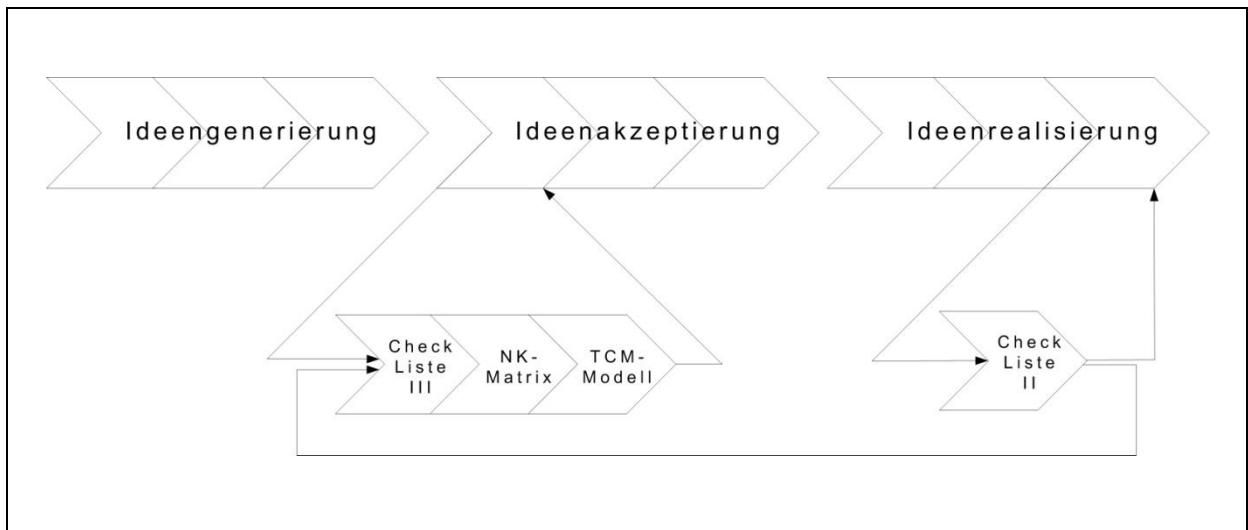 Ideengenerierung
Ideenakzeptierung
Ideenrealisierung
Check
Liste
III
NK-
Matrix
TCM-
Modell
Check
Liste
II